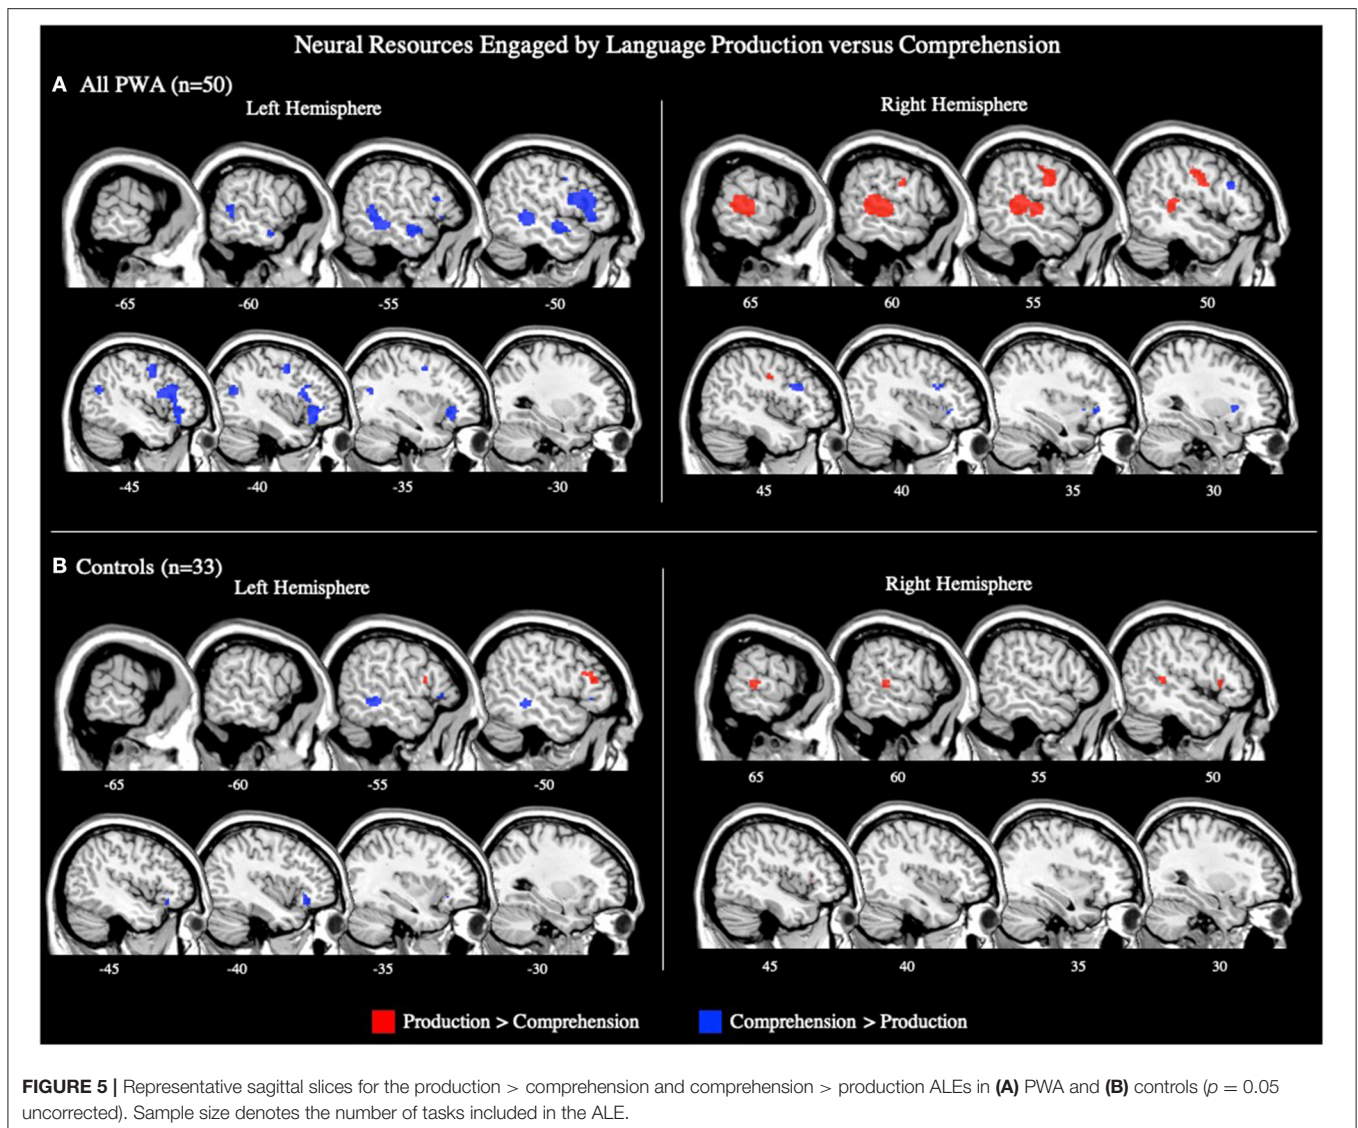 Neural Resources Engaged by Language Production versus Comprehension
A All PWA (n=50)
Left Hemisphere
Right Hemisphere
-65 -60 -55 -50
65 60 55 50
-45 -40 -35 -30
45 40 35 30
B Controls (n=33)
Left Hemisphere
Right Hemisphere
-65 -60 -55 -50
65 60 55 50
-45 -40 -35 -30
45 40 35 30
Production > Comprehension
Comprehension > Production
FIGURE 5 | Representative sagittal slices for the production > comprehension and comprehension > production ALEs in (A) PWA and (B) controls (p = 0.05
uncorrected). Sample size denotes the number of tasks included in the ALE.